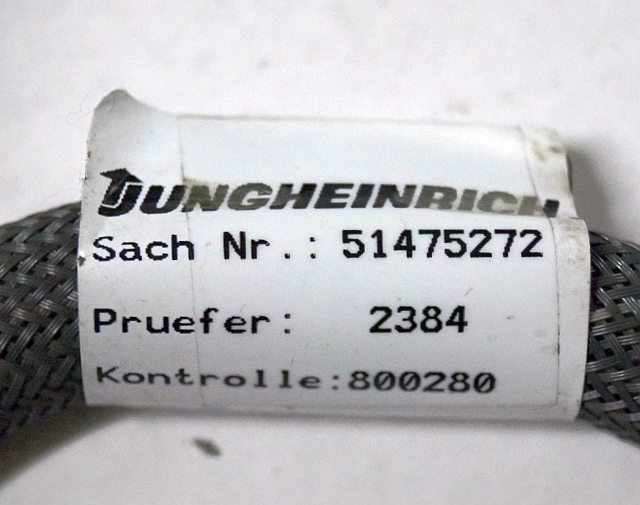 JUNGHEINRICH
Sach Nr.: 51475272
Pruefer: 2384
Kontrolle:800280